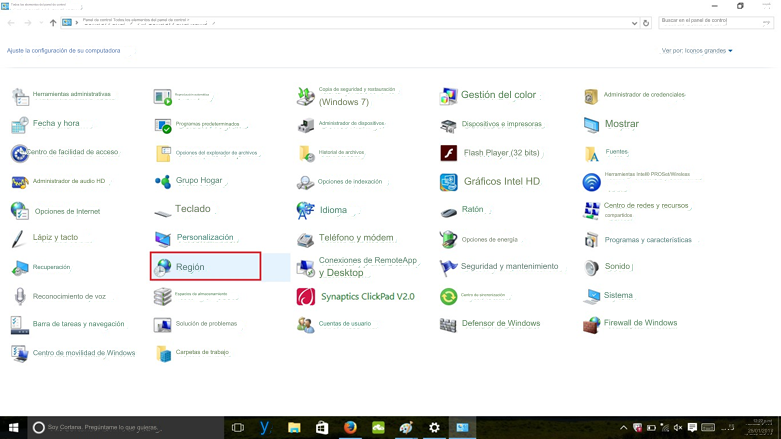 Todos los elementos del panel de control
Panel de control Todos los elementos del panel de control
Buscar en el panel de control
Ajuste la configuración de su computadora
Ver por: Iconos grandes
Herramientas administrativas
Reproducción automática
Copia de seguridad y restauración
(Windows 7)
Gestión del color
Administrador de credenciales
Fecha y hora
Programas predeterminados
Administrador de dispositivos
Dispositivos e impresoras
Mostrar
Centro de facilidad de acceso
Opciones del explorador de archivos
Historial de archivos
Flash Player (32 bits)
Fuentes
Administrador de audio HD
Grupo Hogar
Opciones de indexación
Gráficos Intel HD
Herramientas Intel® PROSet/Wireless
Opciones de Internet
Teclado
Idioma
Ratón
Centro de redes y recursos
compartidos
Lápiz y tacto
Personalización
Teléfono y módem
Opciones de energía
Programas y características
Recuperación
Región
Conexiones de RemoteApp
y Desktop
Seguridad y mantenimiento
Sonido
Reconocimiento de voz
Espacios de almacenamiento
Synaptics ClickPad V2.0
Centro de sincronización
Sistema
Barra de tareas y navegación
Solución de problemas
Cuentas de usuario
Defensor de Windows
Firewall de Windows
Centro de movilidad de Windows
Carpetas de trabajo
Soy Cortana. Pregúnteme lo que quieras.